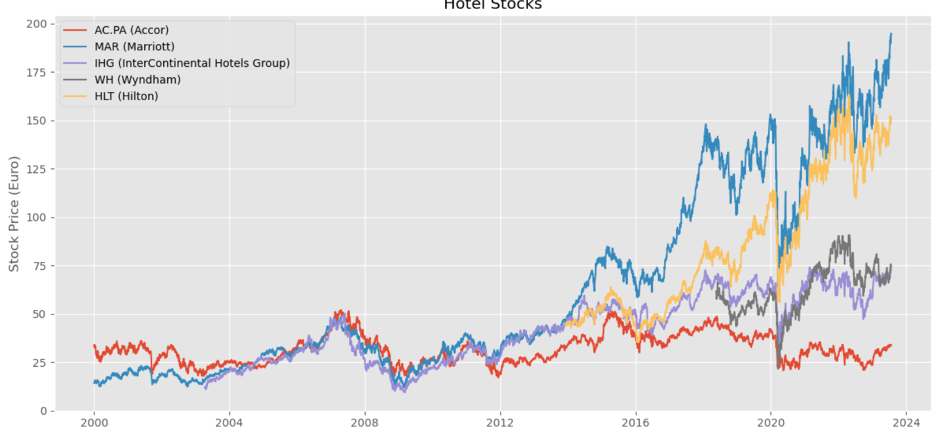 Hotel Stocks
AC.PA (Accor)
MAR (Marriott)
IHG (InterContinental Hotels Group)
WH (Wyndham)
HLT (Hilton)
Stock Price (Euro)
200
175
150
125
100
75
50
25
0
2000
2004
2008
2012
2016
2020
2024